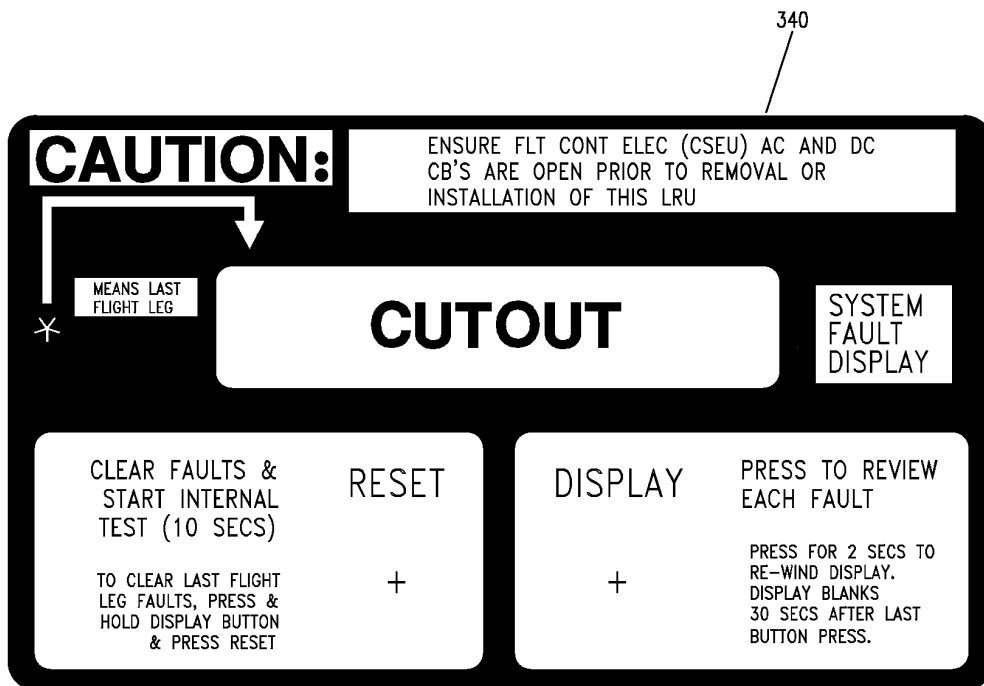 340
CAUTION:
ENSURE FLT CONT ELEC (CSEU) AC AND DC
CB'S ARE OPEN PRIOR TO REMOVAL OR
INSTALLATION OF THIS LRU
MEANS LAST
FLIGHT LEG
*
CUTOUT
SYSTEM
FAULT
DISPLAY
CLEAR FAULTS &
START INTERNAL
TEST (10 SECS)
TO CLEAR LAST FLIGHT
LEG FAULTS, PRESS &
HOLD DISPLAY BUTTON
& PRESS RESET
RESET
+
DISPLAY
+
PRESS TO REVIEW
EACH FAULT
PRESS FOR 2 SECS TO
RE-WIND DISPLAY.
DISPLAY BLANKS
30 SECS AFTER LAST
BUTTON PRESS.